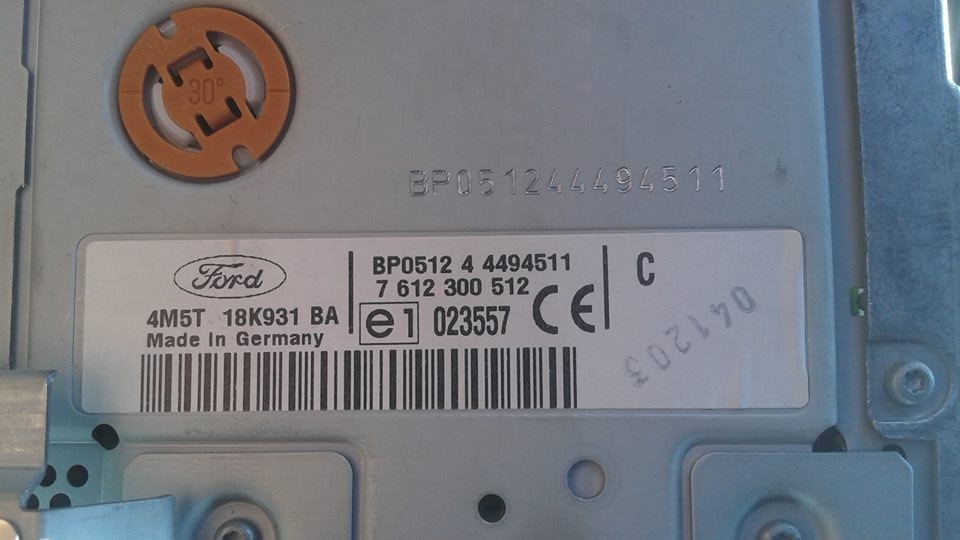 30°
BP051244494511
Ford
4M5T 18K931 BA
Made in Germany
BP0512 4 4494511
7 612 300 512
e1 023557 CE
C
041203